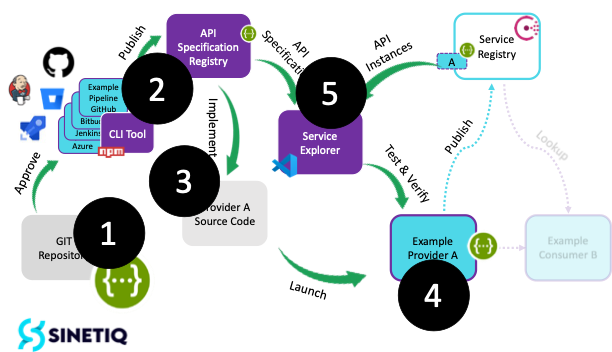 Publish
API
Specification
Registry
API
Specificati
API
Instances
Service
Registry
A
2
5
Example
Pipeline
GitHub
Bitbu
Jenkins
Azure
CLI Tool
npm
Implement
Service
Explorer
Approve
3
Provider A
Source Code
Test & Verify
Publish
Lookup
1
GIT
Reposito
{···}
Launch
Example
Provider A
{···}
4
Example
Consumer B
SINETIQ